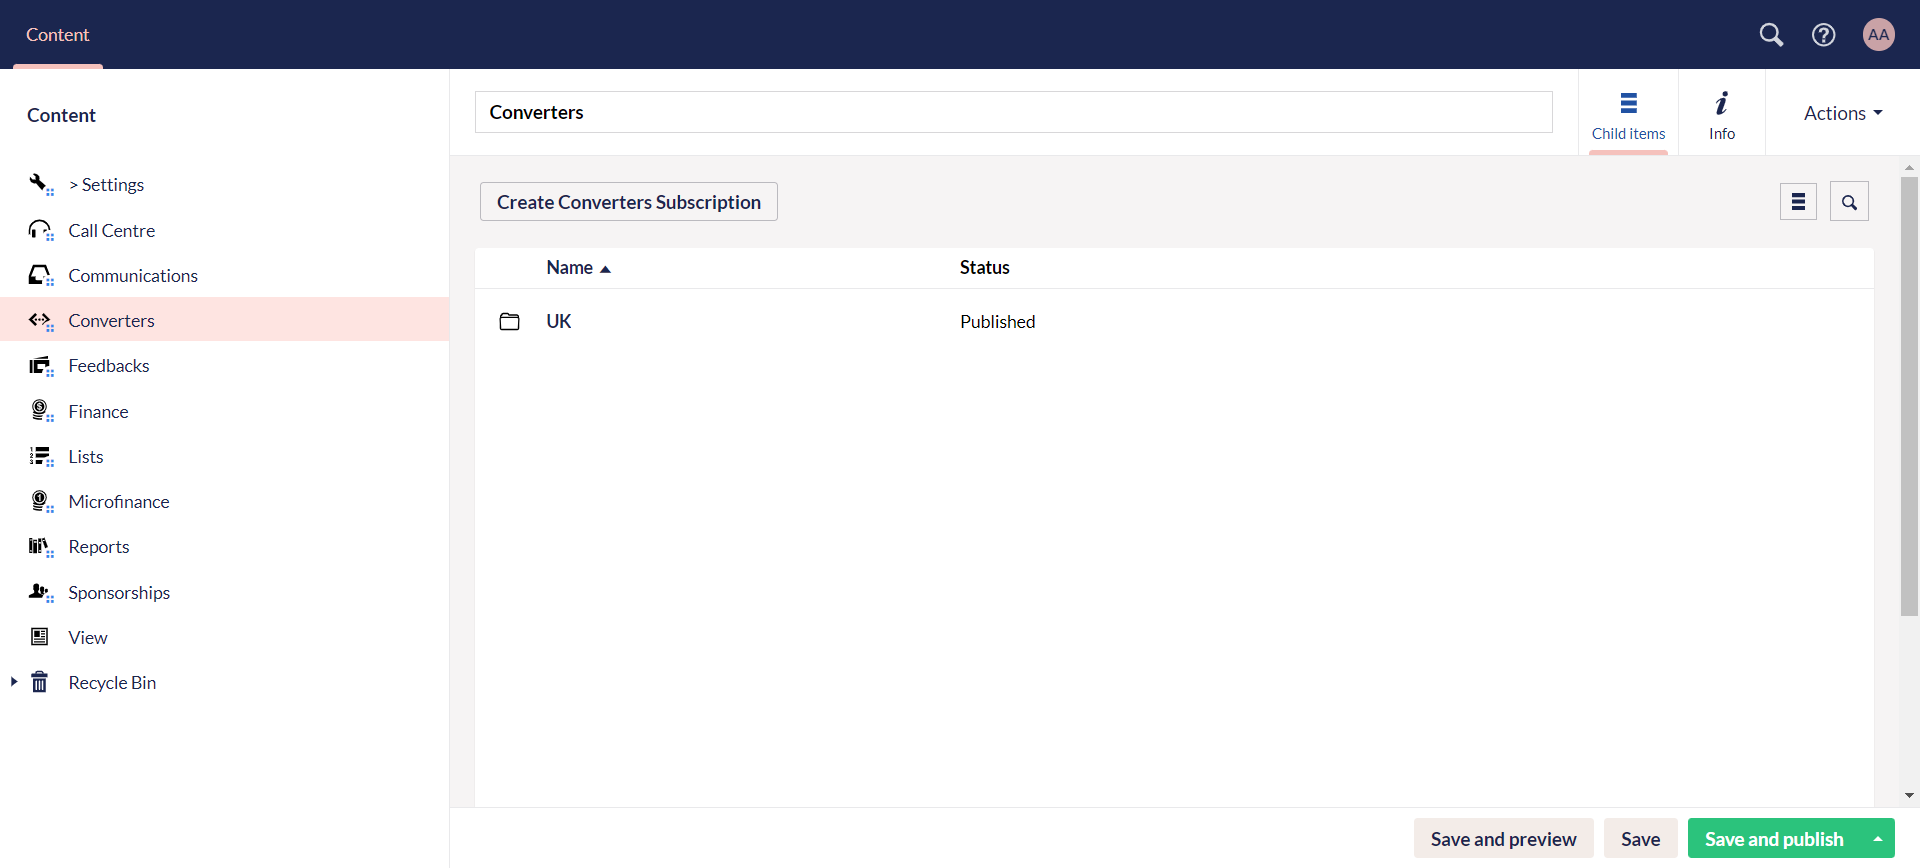 Content
AA
Content
> Settings
Call Centre
Communications
Converters
Feedbacks
Finance
Lists
Microfinance
Reports
Sponsorships
View
Recycle Bin
Converters
Child items
Info
Actions
Create Converters Subscription
Name Status
UK Published
Save and preview
Save
Save and publish